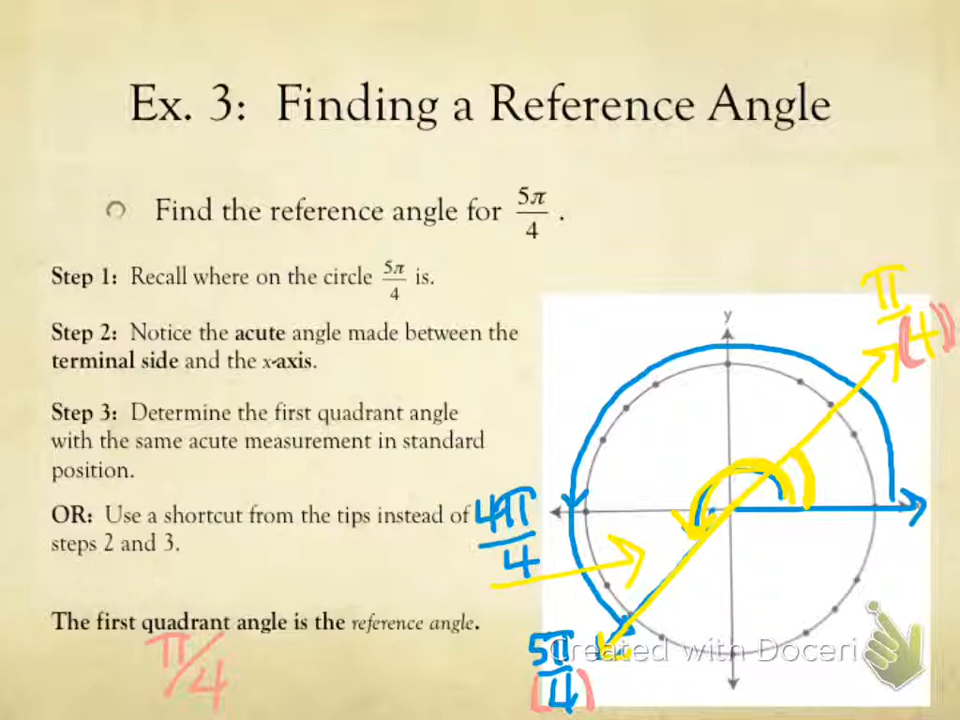 Ex. 3: Finding a Reference Angle
Find the reference angle for 5π/4 .
Step 1: Recall where on the circle 5π/4 is.
Step 2: Notice the acute angle made between the
terminal side and the x-axis.
Step 3: Determine the first quadrant angle
with the same acute measurement in standard
position.
OR: Use a shortcut from the tips instead of
steps 2 and 3.
The first quadrant angle is the reference angle.
π/4
y
π/(4)
4π/4
5π/(4)
Created with Doceri